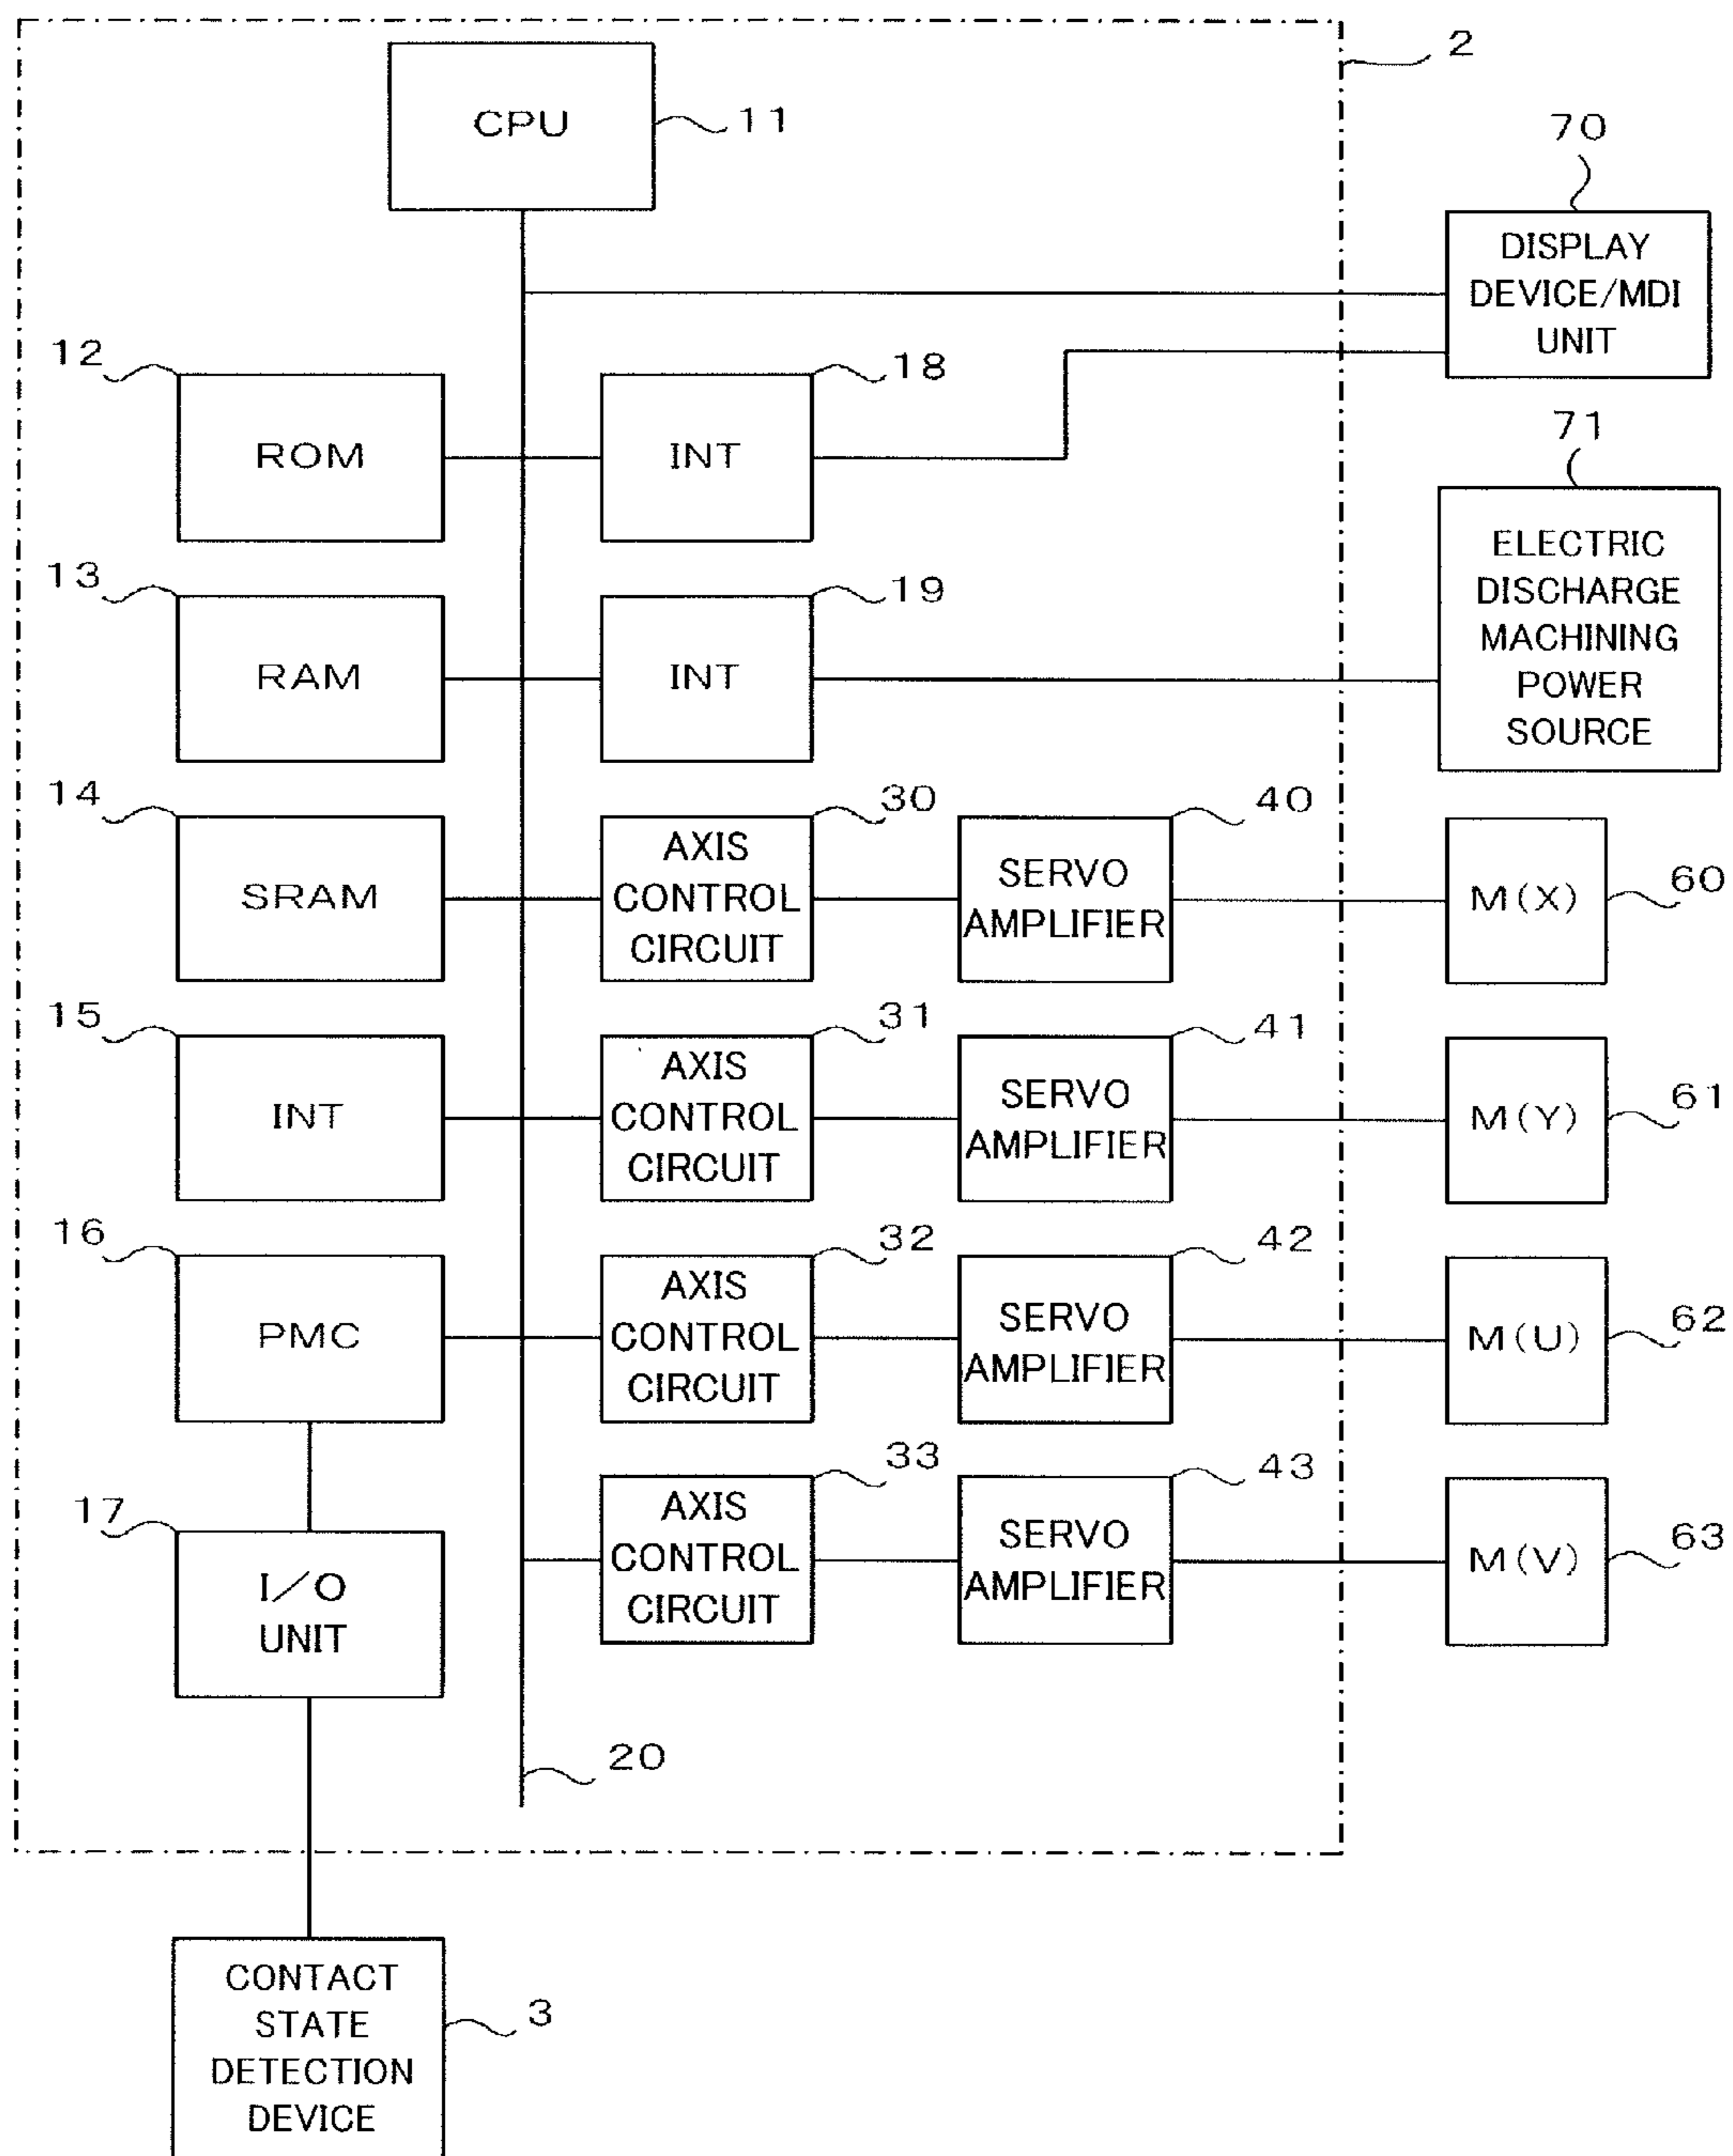 2
CPU
11
70
DISPLAY
DEVICE/MDI
UNIT
12
ROM
18
INT
71
ELECTRIC
DISCHARGE
MACHINING
POWER
SOURCE
13
RAM
19
INT
14
SRAM
30
AXIS
CONTROL
CIRCUIT
40
SERVO
AMPLIFIER
M(X)
60
15
INT
31
AXIS
CONTROL
CIRCUIT
41
SERVO
AMPLIFIER
M(Y)
61
16
PMC
32
AXIS
CONTROL
CIRCUIT
42
SERVO
AMPLIFIER
M(U)
62
17
I/O
UNIT
33
AXIS
CONTROL
CIRCUIT
43
SERVO
AMPLIFIER
M(V)
63
20
CONTACT
STATE
DETECTION
DEVICE
3